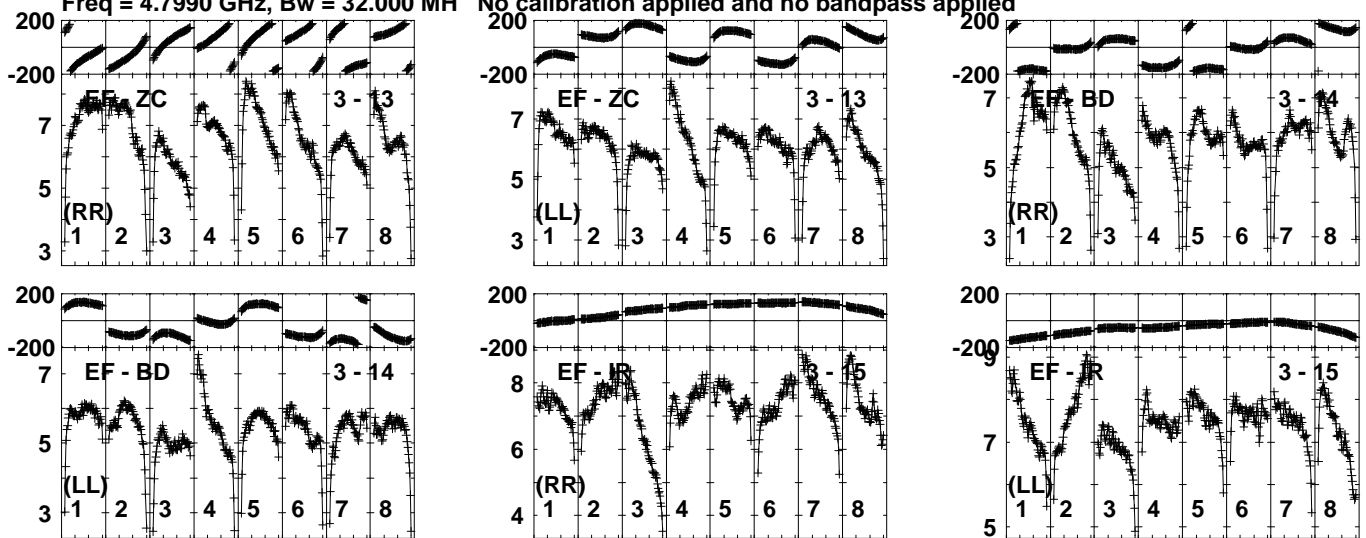 Freq = 4.7990 GHz, Bw = 32.000 MH No calibration applied and no bandpass applied
200 200 200
-200 -200 -200
EF - ZC 3 - 13 EF - ZC 3 - 13 EF - BD 3 - 14
7 7 7
5 5 5
(RR) (LL) (RR)
1 2 3 4 5 6 7 8 1 2 3 4 5 6 7 8 1 2 3 4 5 6 7 8
3 3 3
200 200 200
-200 -200 -200
9
EF - BD 3 - 14 EF - IR 3 - 15 EF - IR 3 - 15
7 8 7
5 6
(LL) (RR) (LL)
1 2 3 4 5 6 7 8 1 2 3 4 5 6 7 8 1 2 3 4 5 6 7 8
3 4 5